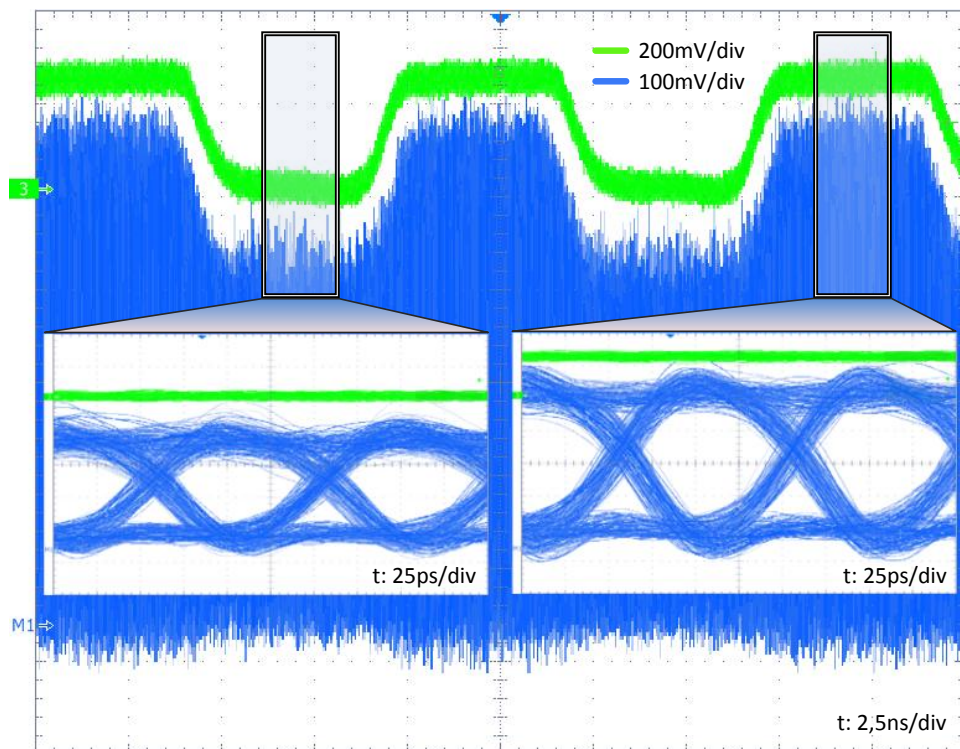 200mV/div
100mV/div
3
t: 25ps/div
t: 25ps/div
M1
t: 2,5ns/div